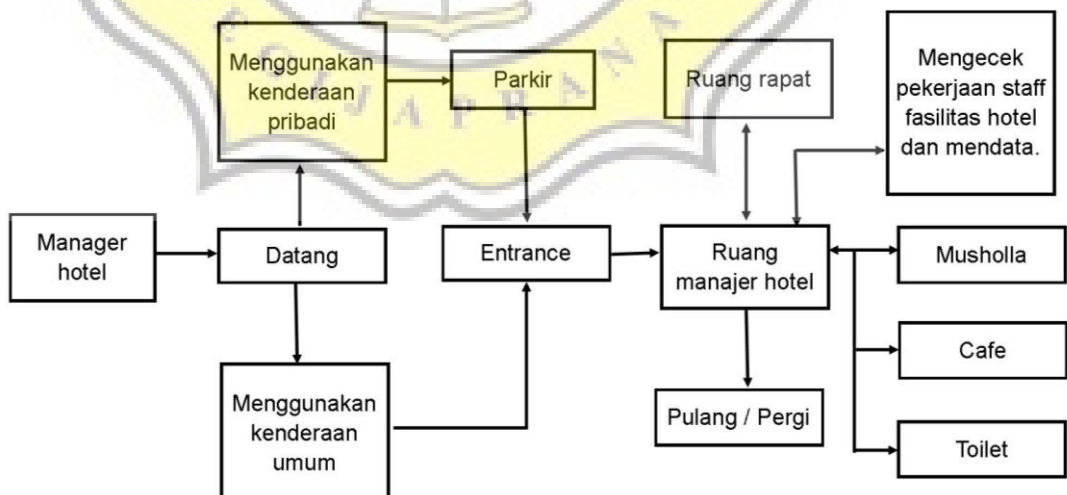 Menggunakan
kenderaan
pribadi
Parkir
Ruang rapat
Mengecek
pekerjaan staff
fasilitas hotel
dan mendata.
Manager
hotel
Datang
Entrance
Ruang
manajer hotel
Musholla
Cafe
Menggunakan
kenderaan
umum
Pulang / Pergi
Toilet